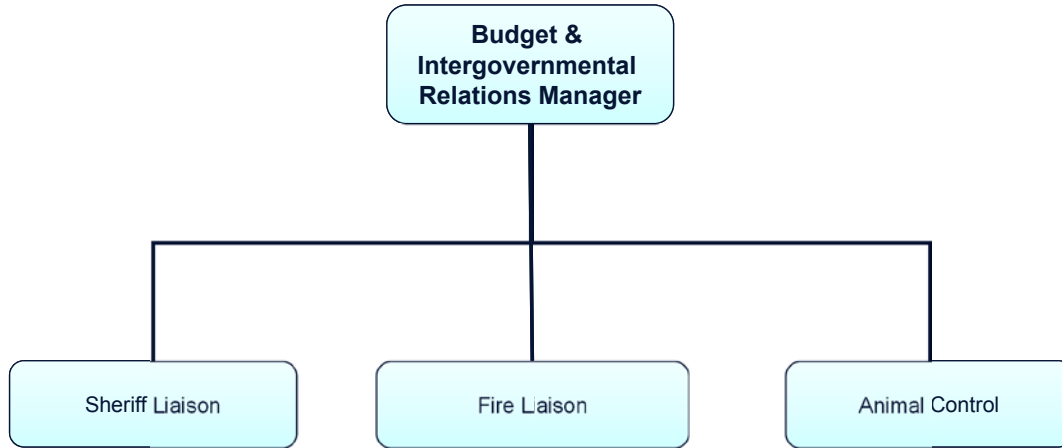 Budget &
Intergovernmental
Relations Manager
Sheriff Liaison
Fire Liaison
Animal Control